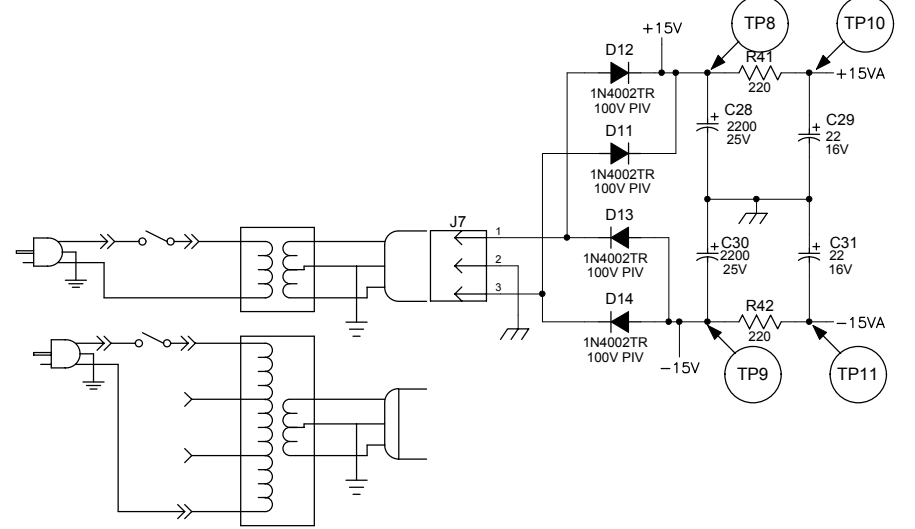 TP8
TP10
+15V
D12
R41
+15VA
1N4002TR
100V PIV
220
D11
+ C28
2200
25V
+ C29
22
16V
1N4002TR
100V PIV
J7
D13
1
+ C30
2200
25V
+ C31
22
16V
1N4002TR
100V PIV
2
3
D14
R42
−15VA
1N4002TR
100V PIV
220
−15V
TP9
TP11